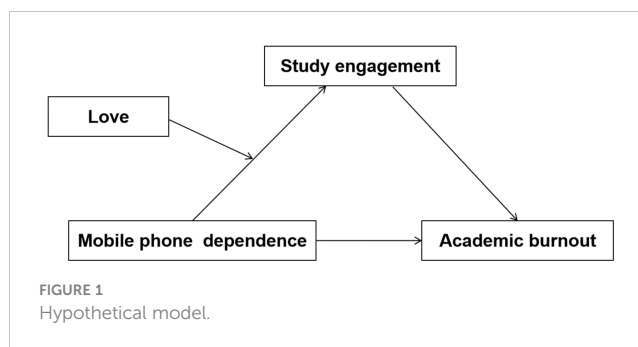 Study engagement
Love
Mobile phone dependence
Academic burnout
FIGURE 1
Hypothetical model.